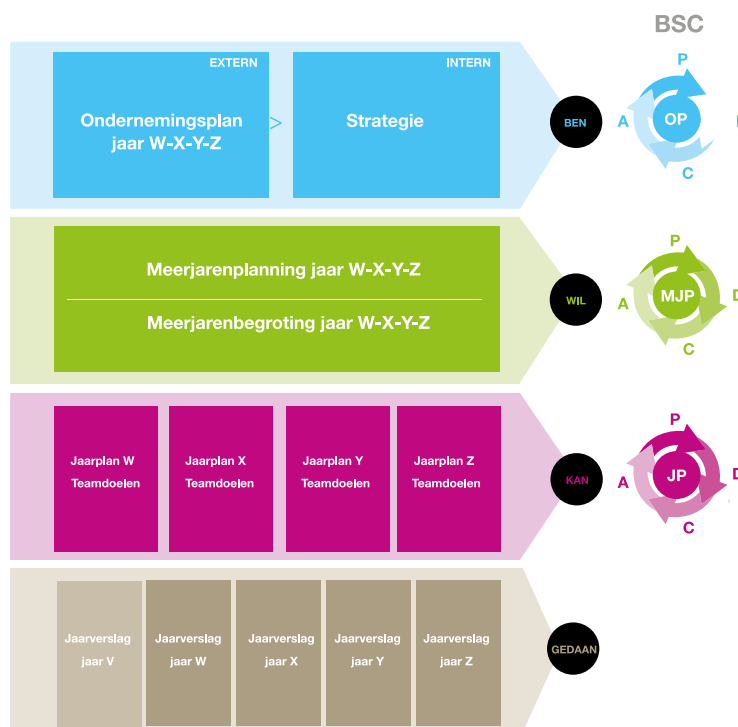 BSC
EXTERN
INTERN
Ondernemingsplan
jaar W-X-Y-Z
>
Strategie
BEN
P
A
OP
C
Meerjarenplanning jaar W-X-Y-Z
Meerjarenbegroting jaar W-X-Y-Z
WIL
P
A
MJP
D
C
Jaarplan W
Teamdoelen
Jaarplan X
Teamdoelen
Jaarplan Y
Teamdoelen
Jaarplan Z
Teamdoelen
KAN
P
A
JP
D
C
Jaarverslag
jaar V
Jaarverslag
jaar W
Jaarverslag
jaar X
Jaarverslag
jaar Y
Jaarverslag
jaar Z
GEDAAN